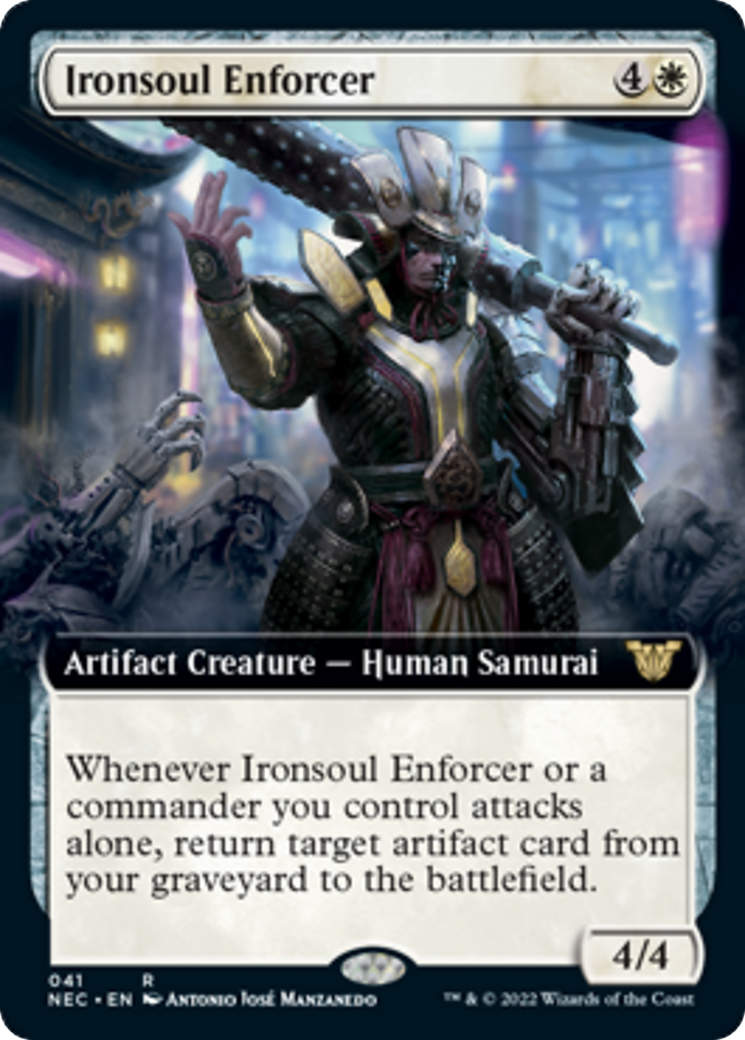 Ironsoul Enforcer 4
Artifact Creature — Human Samurai
Whenever Ironsoul Enforcer or a
commander you control attacks
alone, return target artifact card from
your graveyard to the battlefield.
4/4
041 R
NEC • EN Antonio José Manzanedo ™ & © 2022 Wizards of the Coast